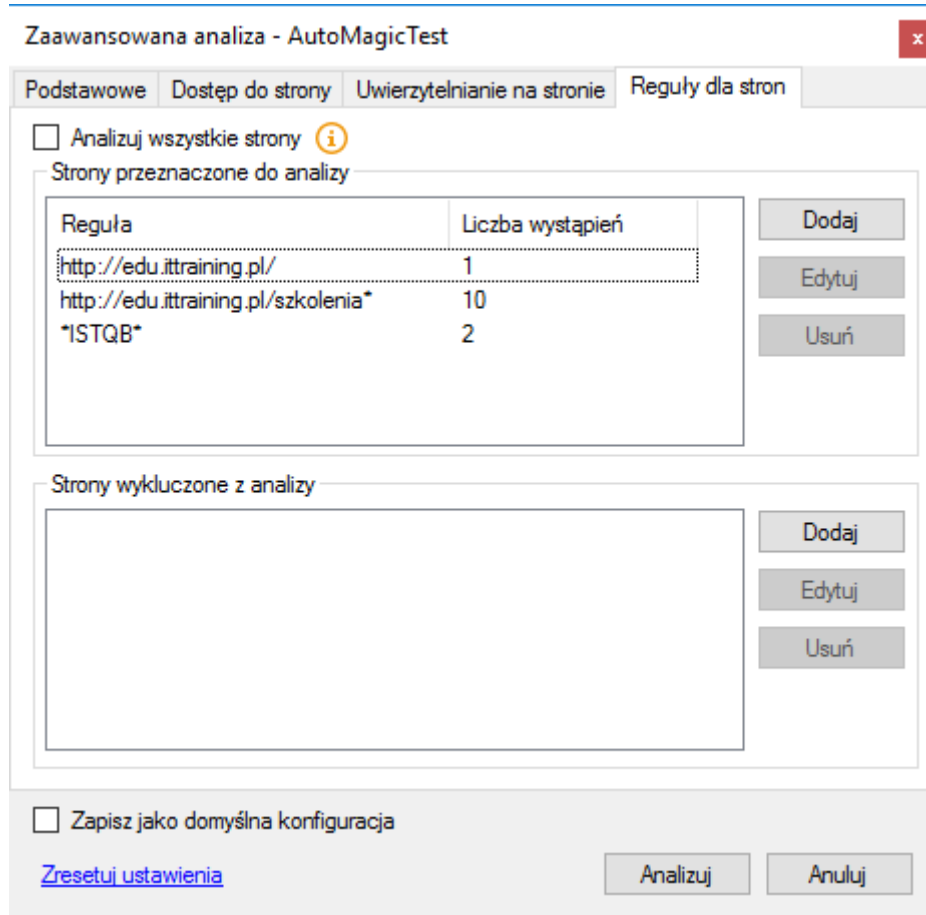 Zaawansowana analiza - AutoMagicTest
x
Podstawowe Dostęp do strony Uwierzytelnianie na stronie Reguły dla stron
Analizuj wszystkie strony i
Strony przeznaczone do analizy
Reguła Liczba wystąpień Dodaj
http://edu.ittraining.pl/ 1 Edytuj
http://edu.ittraining.pl/szkolenia* 10
*ISTQB* 2 Usuń
Strony wykluczone z analizy
Dodaj
Edytuj
Usuń
Zapisz jako domyślna konfiguracja
Zresetuj ustawienia Analizuj Anuluj